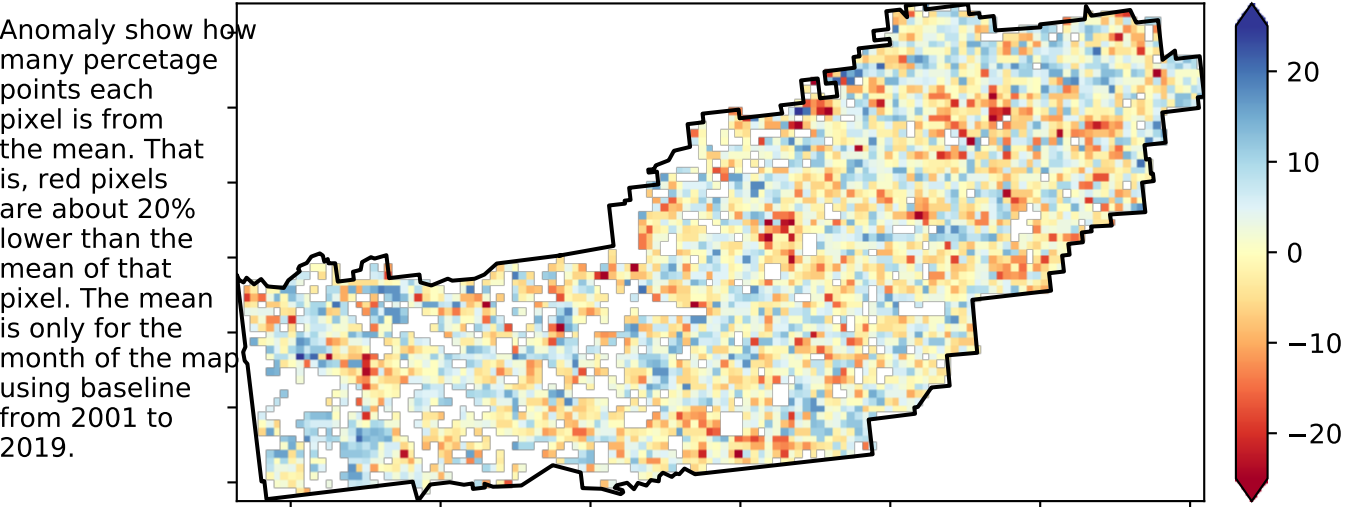 Anomaly show how
many percetage
points each
pixel is from
the mean. That
is, red pixels
are about 20%
lower than the
mean of that
pixel. The mean
is only for the
month of the map
using baseline
from 2001 to
2019.
20
10
0
−10
−20